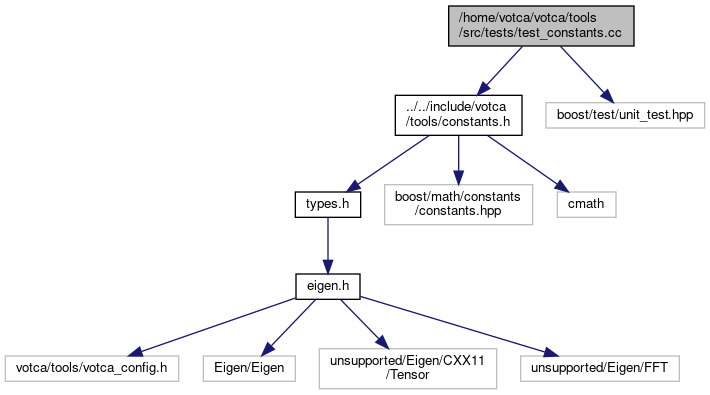 /home/votca/votca/tools
/src/tests/test_constants.cc
../../include/votca
/tools/constants.h
boost/test/unit_test.hpp
types.h
boost/math/constants
/constants.hpp
cmath
eigen.h
votca/tools/votca_config.h
Eigen/Eigen
unsupported/Eigen/CXX11
/Tensor
unsupported/Eigen/FFT